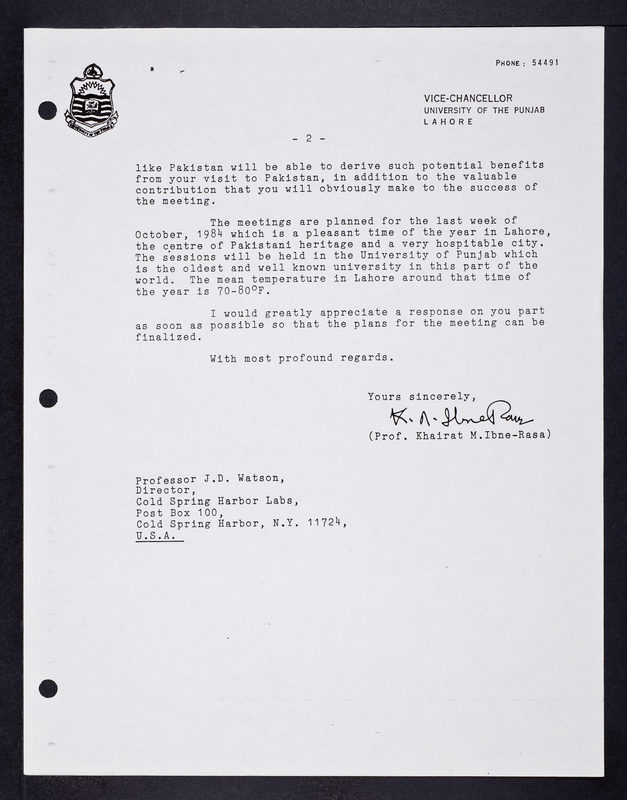 PHONE: 54491
VICE-CHANCELLOR
UNIVERSITY OF THE PUNJAB
LAHORE
- 2 -
like Pakistan will be able to derive such potential benefits
from your visit to Pakistan, in addition to the valuable
contribution that you will obviously make to the success of
the meeting.
The meetings are planned for the last week of
October, 1984 which is a pleasant time of the year in Lahore,
the centre of Pakistani heritage and a very hospitable city.
The sessions will be held in the University of Punjab which
is the oldest and well known university in this part of the
world. The mean temperature in Lahore around that time of
the year is 70-80°F.
I would greatly appreciate a response on you part
as soon as possible so that the plans for the meeting can be
finalized.
With most profound regards.
Yours sincerely,
(Prof. Khairat M.Ibne-Rasa)
Professor J.D. Watson,
Director,
Cold Spring Harbor Labs,
Post Box 100,
Cold Spring Harbor, N.Y. 11724,
U.S.A.